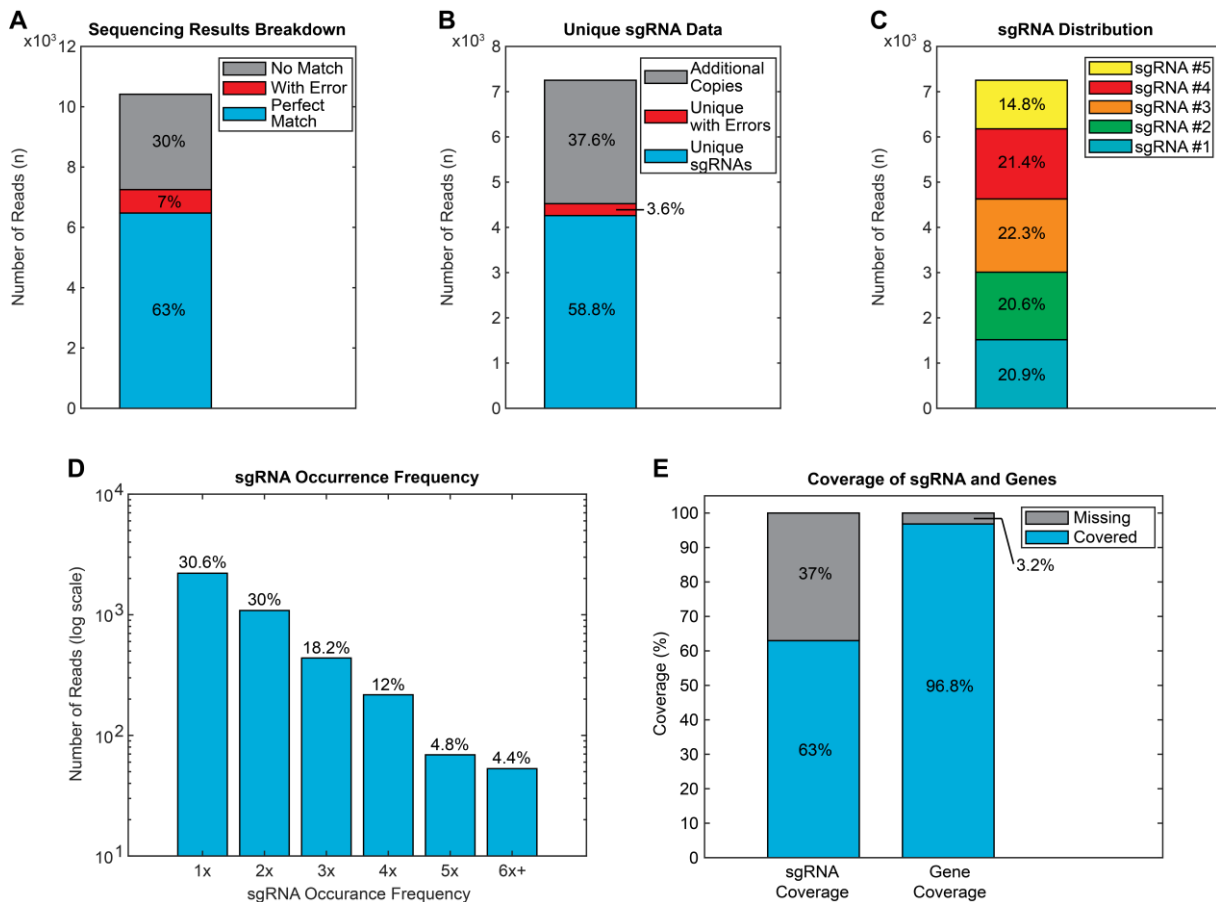 A
Sequencing Results Breakdown
x10³
12
10
8
6
4
2
0
Number of Reads (n)
No Match
With Error
Perfect
Match
30%
7%
63%
B
Unique sgRNA Data
x10³
8
7
6
5
4
3
2
1
0
Number of Reads (n)
Additional
Copies
Unique
with Errors
Unique
sgRNAs
37.6%
3.6%
58.8%
C
sgRNA Distribution
x10³
8
7
6
5
4
3
2
1
0
Number of Reads (n)
sgRNA #5
sgRNA #4
sgRNA #3
sgRNA #2
sgRNA #1
14.8%
21.4%
22.3%
20.6%
20.9%
D
sgRNA Occurrence Frequency
10⁴
10³
10²
10¹
Number of Reads (log scale)
30.6%
30%
18.2%
12%
4.8%
4.4%
1x
2x
3x
4x
5x
6x+
sgRNA Occurance Frequency
E
Coverage of sgRNA and Genes
100
90
80
70
60
50
40
30
20
10
0
Coverage (%)
Missing
Covered
3.2%
37%
63%
96.8%
sgRNA
Coverage
Gene
Coverage